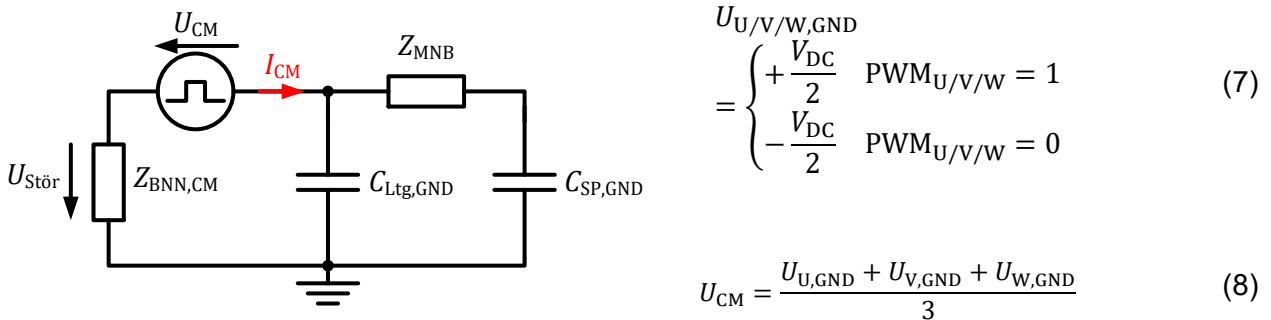 U_CM
I_CM
Z_MNB
U_Stör
Z_BNN,CM
C_Ltg,GND
C_SP,GND
U_U/V/W,GND
= { + V_DC / 2 PWM_U/V/W = 1
− V_DC / 2 PWM_U/V/W = 0 (7)
U_CM = (U_U,GND + U_V,GND + U_W,GND) / 3 (8)